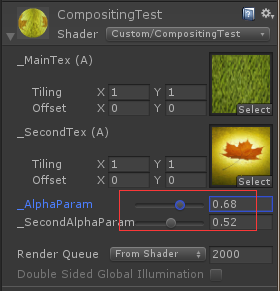 CompositingTest
Shader Custom/CompositingTest
_MainTex (A)
Tiling X 1 Y 1
Offset X 0 Y 0
Select
_SecondTex (A)
Tiling X 1 Y 1
Offset X 0 Y 0
Select
_AlphaParam 0.68
_SecondAlphaParam 0.52
Render Queue From Shader 2000
Double Sided Global Illumination